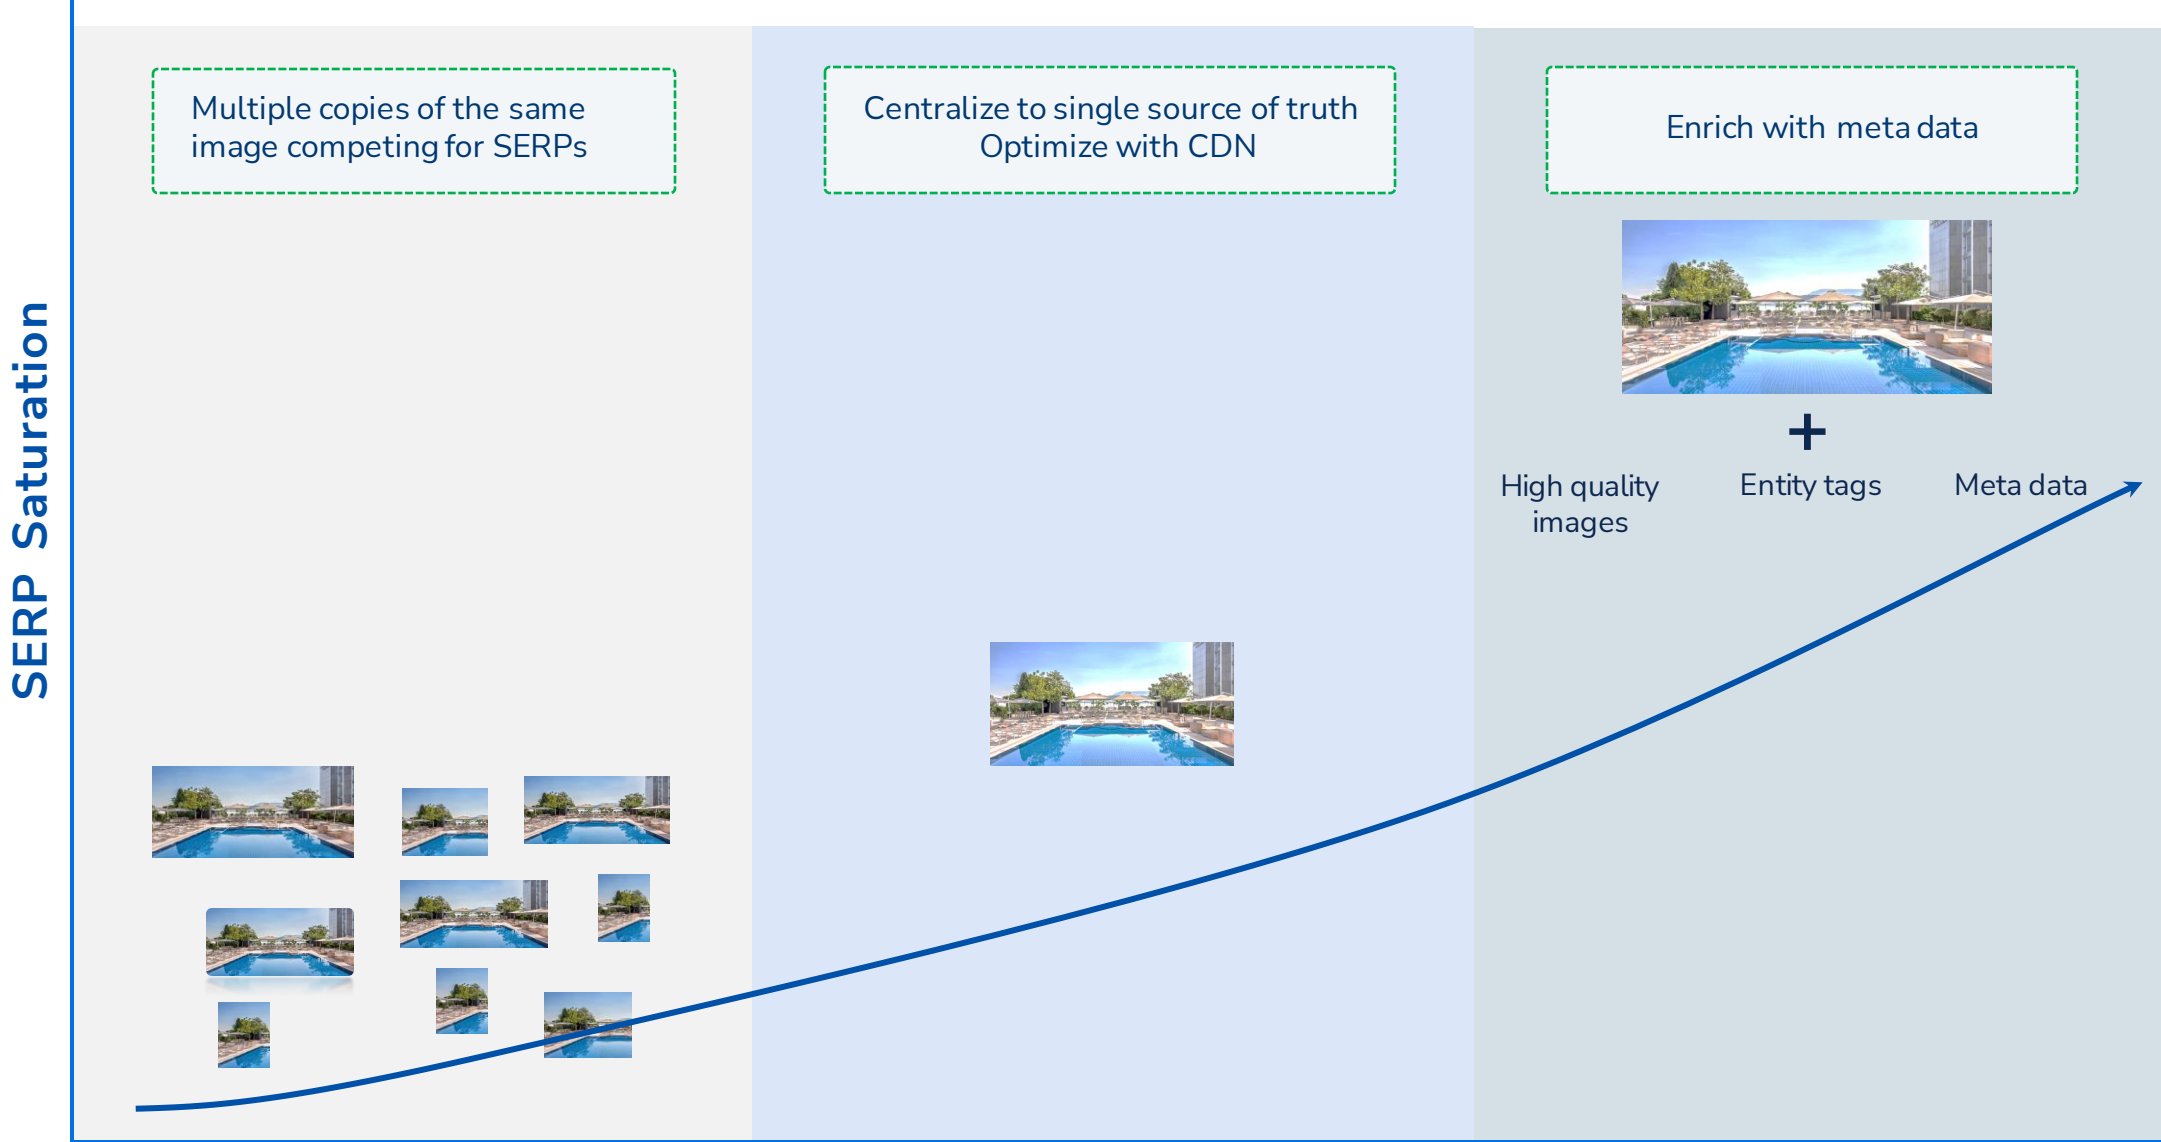 SERP Saturation
Multiple copies of the same
image competing for SERPs
Centralize to single source of truth
Optimize with CDN
Enrich with meta data
High quality
images
Entity tags
Meta data